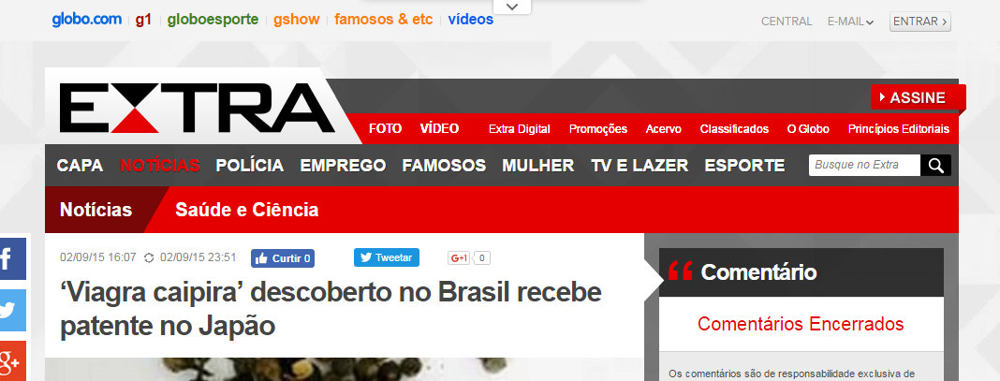 globo.com g1 globoesporte gshow famosos & etc vídeos
CENTRAL E-MAIL ENTRAR
EXTRA
ASSINE
FOTO VÍDEO Extra Digital Promoções Acervo Classificados O Globo Princípios Editoriais
CAPA NOTÍCIAS POLÍCIA EMPREGO FAMOSOS MULHER TV E LAZER ESPORTE Busque no Extra
Notícias Saúde e Ciência
02/09/15 16:07 02/09/15 23:51 Curtir 0 Tweetar G+1 0
‘Viagra caipira’ descoberto no Brasil recebe
patente no Japão
Comentário
Comentários Encerrados
Os comentários são de responsabilidade exclusiva de